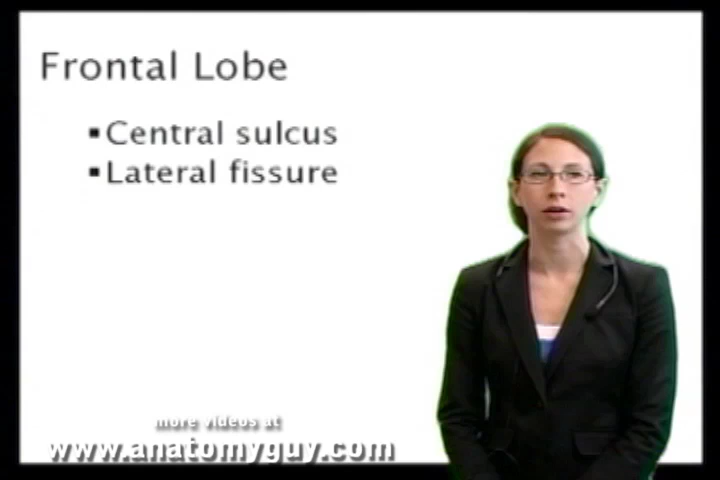 Frontal Lobe
▪Central sulcus
▪Lateral fissure
more videos at
www.anatomyguy.com